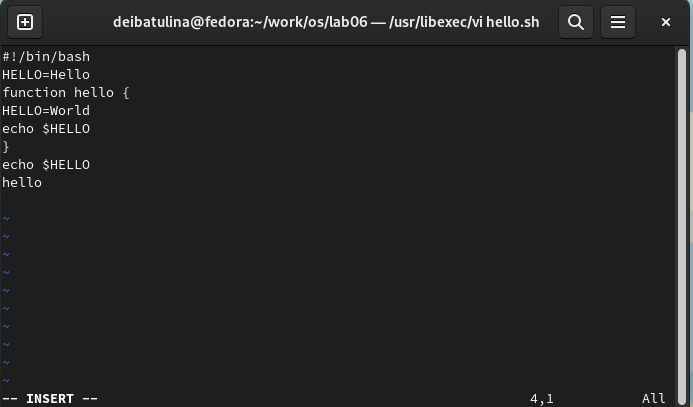 deibatulina@fedora:~/work/os/lab06 — /usr/libexec/vi hello.sh
#!/bin/bash
HELLO=Hello
function hello {
HELLO=World
echo $HELLO
}
echo $HELLO
hello
~
~
~
~
~
~
~
~
~
~
-- INSERT -- 4,1 All